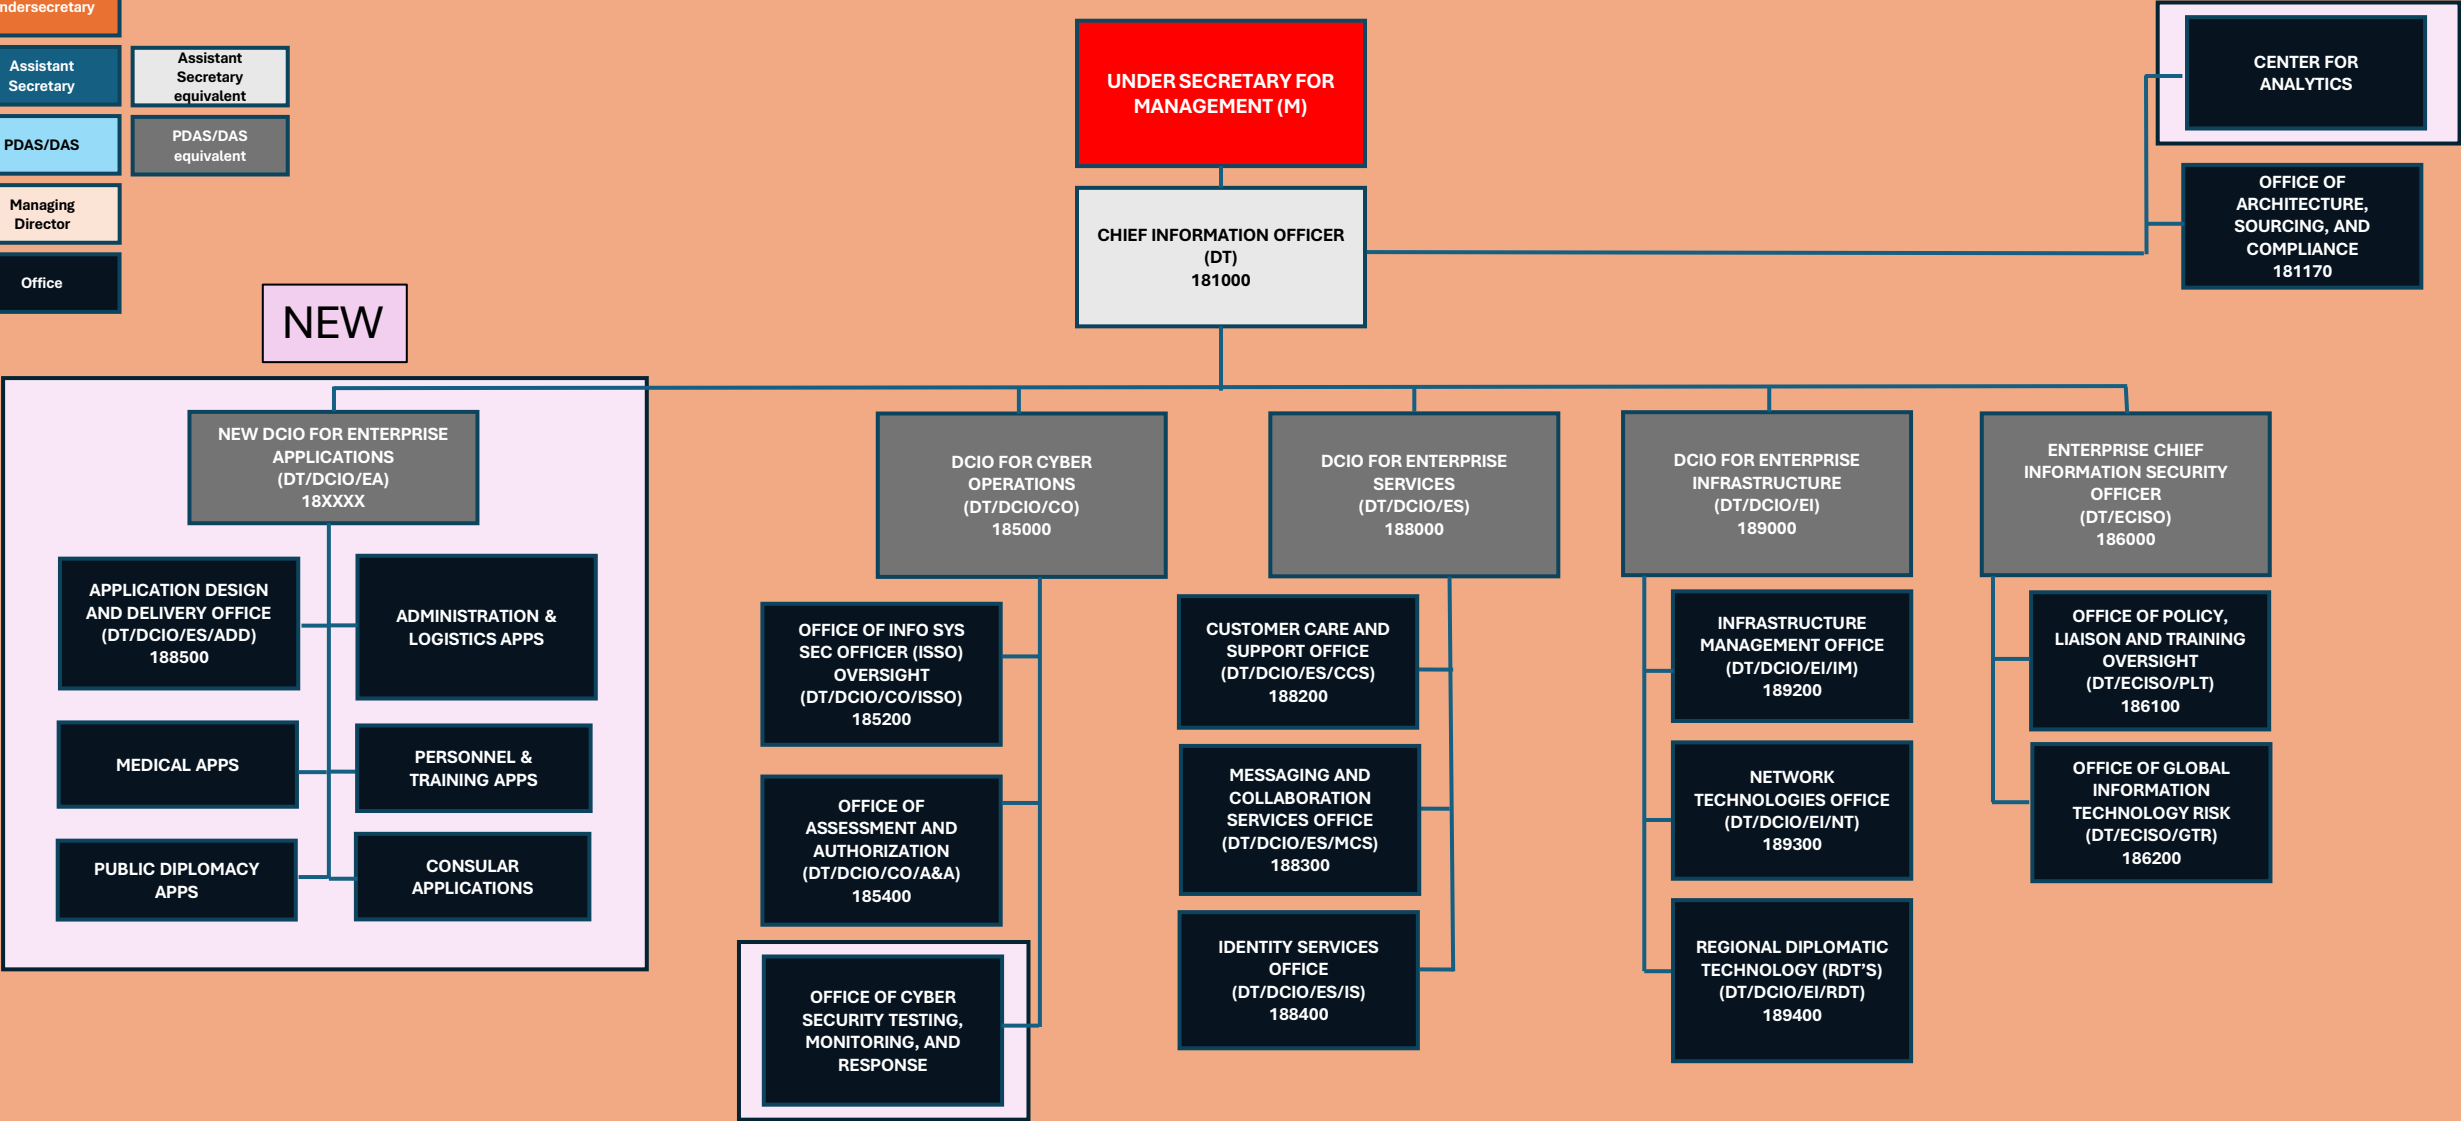 ndersecretary
Assistant
Secretary
Assistant
Secretary
equivalent
PDAS/DAS
PDAS/DAS
equivalent
Managing
Director
Office
NEW
UNDER SECRETARY FOR
MANAGEMENT (M)
CHIEF INFORMATION OFFICER
(DT)
181000
CENTER FOR
ANALYTICS
OFFICE OF
ARCHITECTURE,
SOURCING, AND
COMPLIANCE
181170
NEW DCIO FOR ENTERPRISE
APPLICATIONS
(DT/DCIO/EA)
18XXXX
APPLICATION DESIGN
AND DELIVERY OFFICE
(DT/DCIO/ES/ADD)
188500
ADMINISTRATION &
LOGISTICS APPS
MEDICAL APPS
PERSONNEL &
TRAINING APPS
PUBLIC DIPLOMACY
APPS
CONSULAR
APPLICATIONS
DCIO FOR CYBER
OPERATIONS
(DT/DCIO/CO)
185000
OFFICE OF INFO SYS
SEC OFFICER (ISSO)
OVERSIGHT
(DT/DCIO/CO/ISSO)
185200
OFFICE OF
ASSESSMENT AND
AUTHORIZATION
(DT/DCIO/CO/A&A)
185400
OFFICE OF CYBER
SECURITY TESTING,
MONITORING, AND
RESPONSE
DCIO FOR ENTERPRISE
SERVICES
(DT/DCIO/ES)
188000
CUSTOMER CARE AND
SUPPORT OFFICE
(DT/DCIO/ES/CCS)
188200
MESSAGING AND
COLLABORATION
SERVICES OFFICE
(DT/DCIO/ES/MCS)
188300
IDENTITY SERVICES
OFFICE
(DT/DCIO/ES/IS)
188400
DCIO FOR ENTERPRISE
INFRASTRUCTURE
(DT/DCIO/EI)
189000
INFRASTRUCTURE
MANAGEMENT OFFICE
(DT/DCIO/EI/IM)
189200
NETWORK
TECHNOLOGIES OFFICE
(DT/DCIO/EI/NT)
189300
REGIONAL DIPLOMATIC
TECHNOLOGY (RDT’S)
(DT/DCIO/EI/RDT)
189400
ENTERPRISE CHIEF
INFORMATION SECURITY
OFFICER
(DT/ECISO)
186000
OFFICE OF POLICY,
LIAISON AND TRAINING
OVERSIGHT
(DT/ECISO/PLT)
186100
OFFICE OF GLOBAL
INFORMATION
TECHNOLOGY RISK
(DT/ECISO/GTR)
186200